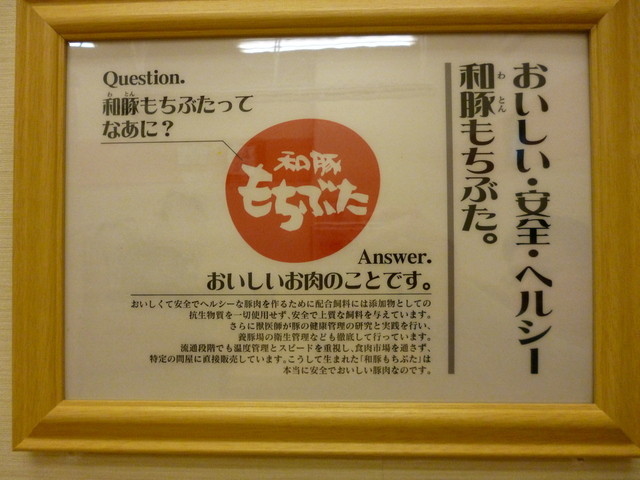 おいしい・安全・ヘルシー
和豚もちぶた。
わ とん
Question.
和豚もちぶたって
わ とん
なあに？
和豚
もちぶた
Answer.
おいしいお肉のことです。
おいしくて安全でヘルシーな豚肉を作るために配合飼料には添加物としての
抗生物質を一切使用せず、安全で上質な飼料を与えています。
さらに獣医師が豚の健康管理の研究と実践を行い、
養豚場の衛生管理なども徹底して行っています。
流通段階でも温度管理とスピードを重視し、食肉市場を通さず、
特定の問屋に直接販売しています。こうして生まれた「和豚もちぶた」は
本当に安全でおいしい豚肉なのです。